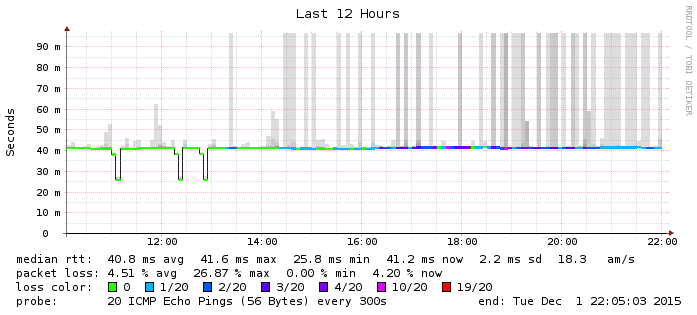 Last 12 Hours
RRDTOOL / TOBI OETIKER
Seconds
90 m
80 m
70 m
60 m
50 m
40 m
30 m
20 m
10 m
0
12:00 14:00 16:00 18:00 20:00 22:00
median rtt: 40.8 ms avg 41.6 ms max 25.8 ms min 41.2 ms now 2.2 ms sd 18.3 am/s
packet loss: 4.51 % avg 26.87 % max 0.00 % min 4.20 % now
loss color: 0 1/20 2/20 3/20 4/20 10/20 19/20
probe: 20 ICMP Echo Pings (56 Bytes) every 300s end: Tue Dec 1 22:05:03 2015